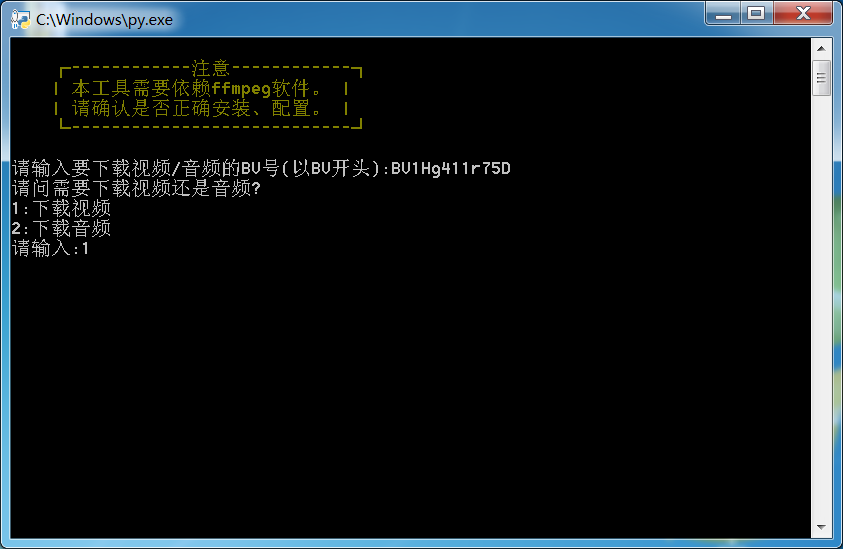 C:\Windows\py.exe
注意
本工具需要依赖ffmpeg软件。
请确认是否正确安装、配置。
请输入要下载视频/音频的BV号(以BV开头):BV1Hg411r75D
请问需要下载视频还是音频?
1:下载视频
2:下载音频
请输入:1